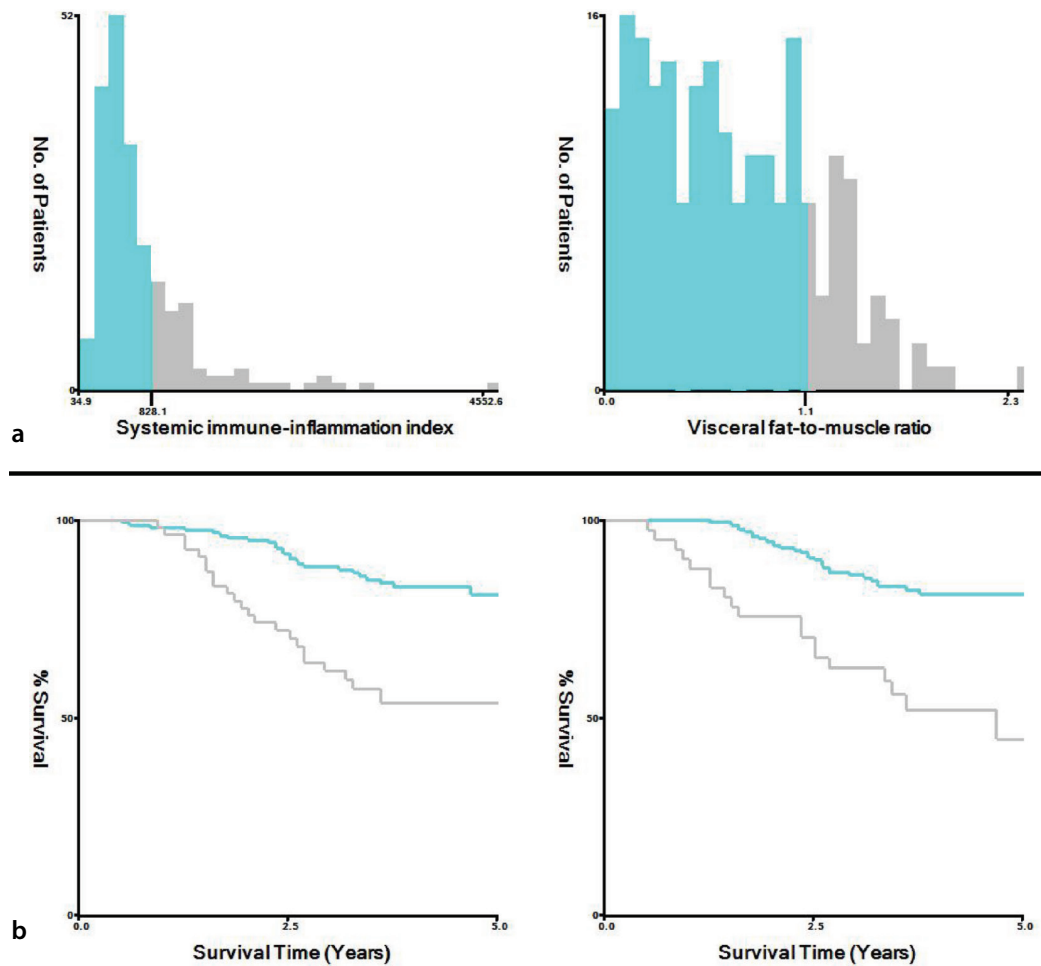 52
No. of Patients
0
34.9
828.1
4552.6
Systemic immune-inflammation index
16
No. of Patients
0
0.0
1.1
2.3
Visceral fat-to-muscle ratio
a
100
50
% Survival
0
0.0
2.5
5.0
Survival Time (Years)
100
50
% Survival
0
0.0
2.5
5.0
Survival Time (Years)
b